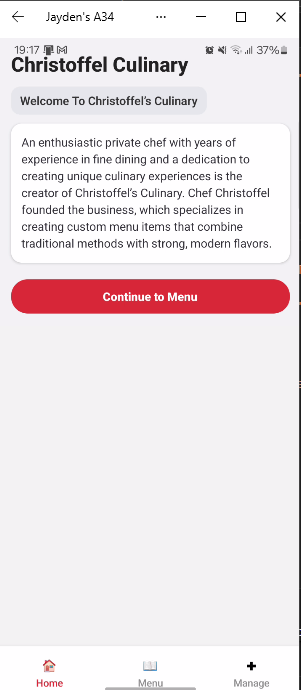 Jayden's A34
19:17 37%
Christoffel Culinary
Welcome To Christoffel's Culinary
An enthusiastic private chef with years of
experience in fine dining and a dedication to
creating unique culinary experiences is the
creator of Christoffel's Culinary. Chef Christoffel
founded the business, which specializes in
creating custom menu items that combine
traditional methods with strong, modern flavors.
Continue to Menu
Home Menu Manage